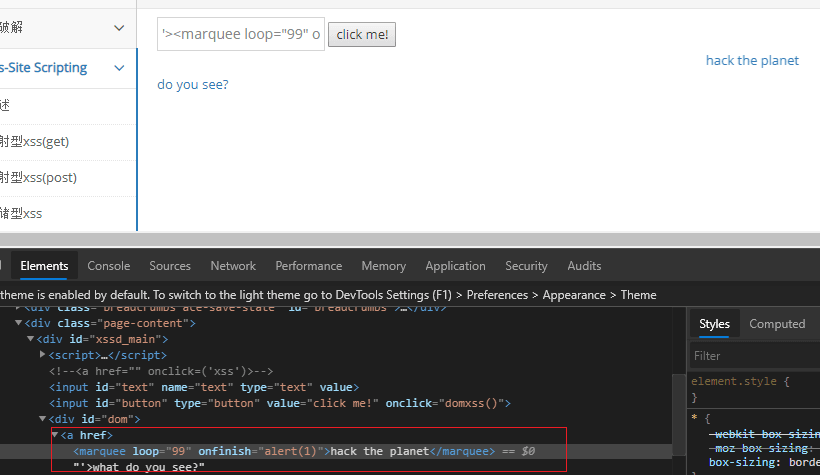 破解
s-Site Scripting
述
射型xss(get)
射型xss(post)
储型xss
'><marquee loop="99" o
click me!
hack the planet
do you see?
Elements Console Sources Network Performance Memory Application Security Audits
theme is enabled by default. To switch to the light theme go to DevTools Settings (F1) > Preferences > Appearance > Theme
<div class="breadcrumbs ace-save-state" id="breadcrumbs">…</div>
<div class="page-content">
<div id="xssd_main">
<script>…</script>
<!--<a href="" onclick=('xss')>-->
<input id="text" name="text" type="text" value>
<input id="button" type="button" value="click me!" onclick="domxss()">
<div id="dom">
<a href>
<marquee loop="99" onfinish="alert(1)">hack the planet</marquee> == $0
"'>what do you see?"
Styles Computed
Filter
element.style {
}
* {
-webkit-box-sizin
-moz-box-sizing:
box-sizing: borde